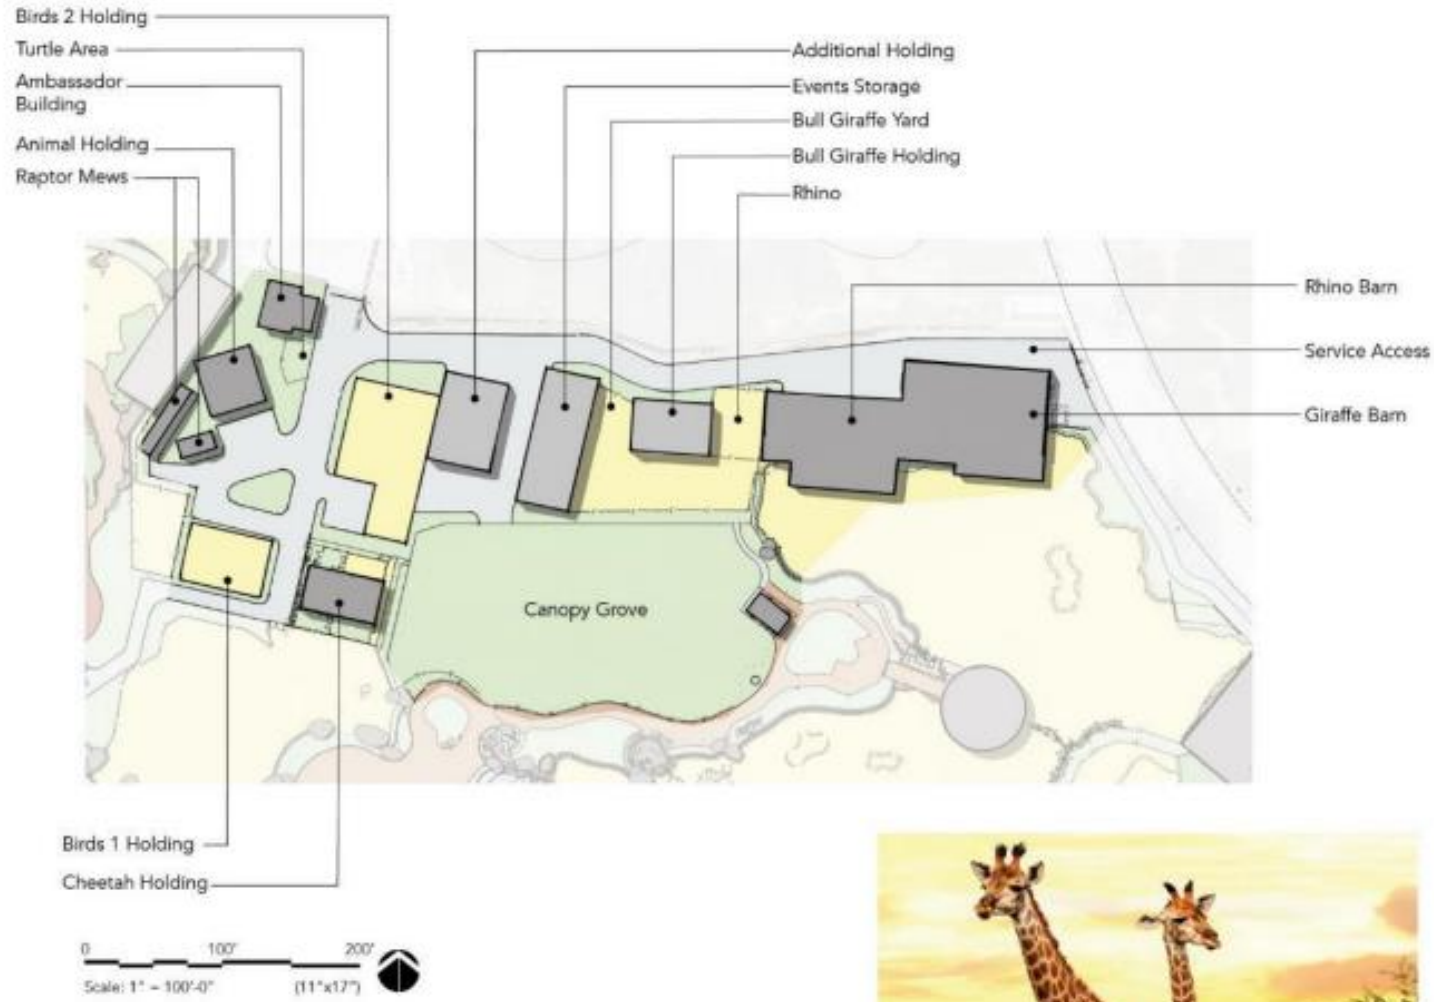 Birds 2 Holding
Turtle Area
Ambassador
Building
Animal Holding
Raptor Mews
Additional Holding
Events Storage
Bull Giraffe Yard
Bull Giraffe Holding
Rhino
Rhino Barn
Service Access
Giraffe Barn
Canopy Grove
Birds 1 Holding
Cheetah Holding
0 100' 200'
Scale: 1" = 100'-0" (11"x17")